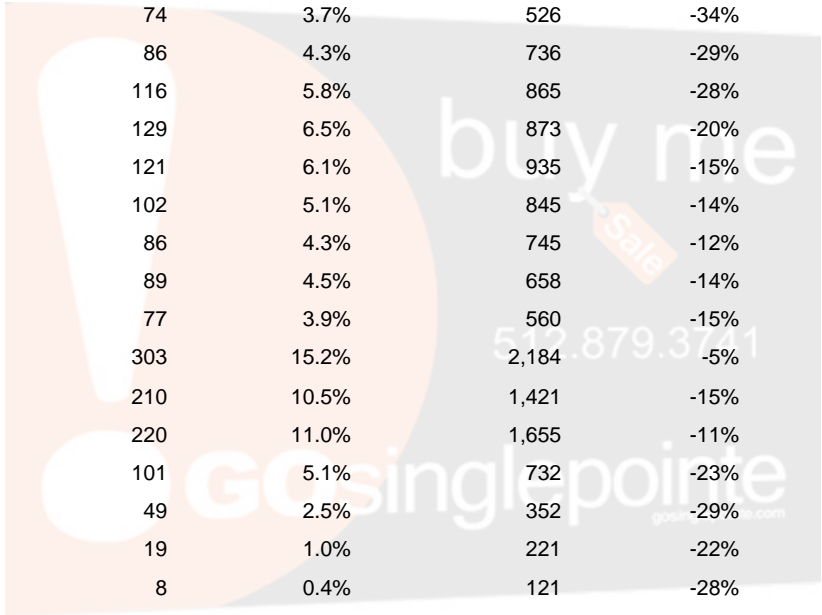 74 3.7% 526 -34%
86 4.3% 736 -29%
116 5.8% 865 -28%
129 6.5% 873 -20%
buy me
121 6.1% 935 -15%
102 5.1% 845 -14%
Sale
86 4.3% 745 -12%
89 4.5% 658 -14%
77 3.9% 560 -15%
512.879.3741
303 15.2% 2,184 -5%
210 10.5% 1,421 -15%
220 11.0% 1,655 -11%
101 5.1% 732 -23%
GOsinglepointe
49 2.5% 352 -29%
gosinglepointe.com
19 1.0% 221 -22%
8 0.4% 121 -28%